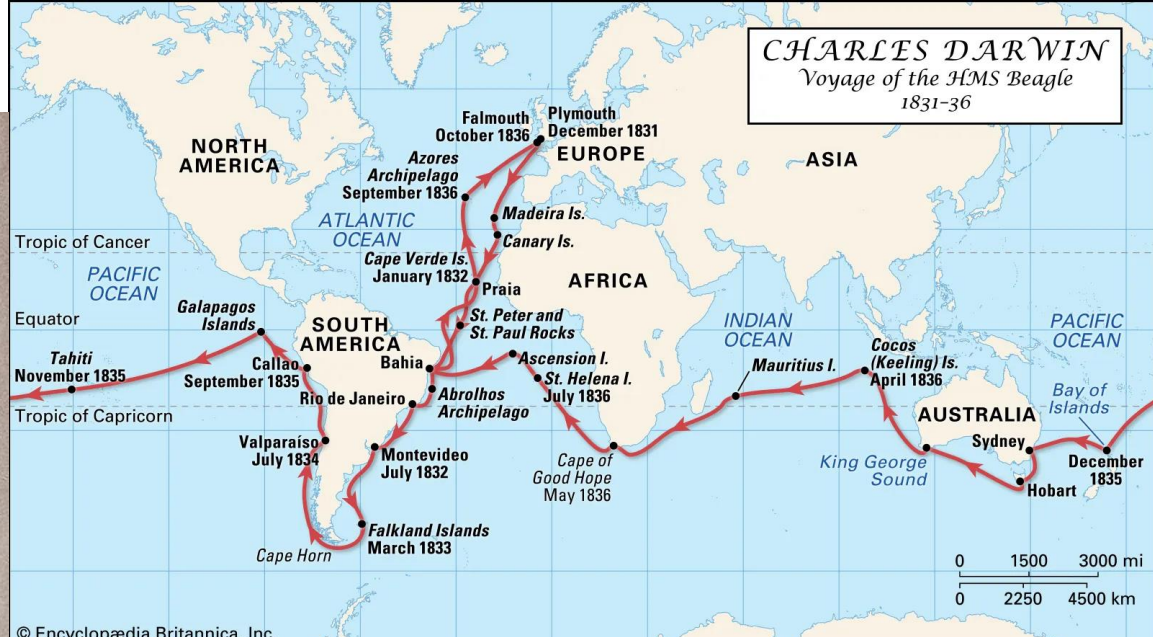 CHARLES DARWIN
Voyage of the HMS Beagle
1831–36
Falmouth
October 1836
Plymouth
December 1831
NORTH
AMERICA
EUROPE
ASIA
Azores
Archipelago
September 1836
Madeira Is.
ATLANTIC
OCEAN
Canary Is.
Tropic of Cancer
Cape Verde Is.
January 1832
PACIFIC
OCEAN
AFRICA
Praia
Galapagos
Islands
Equator
St. Peter and
St. Paul Rocks
SOUTH
AMERICA
INDIAN
OCEAN
PACIFIC
OCEAN
Tahiti
November 1835
Callao
September 1835
Bahia
Ascension I.
Mauritius I.
Cocos
(Keeling) Is.
April 1836
St. Helena I.
July 1836
Rio de Janeiro
Abrolhos
Archipelago
Bay of
Islands
Tropic of Capricorn
AUSTRALIA
Valparaíso
July 1834
Montevideo
July 1832
Sydney
Cape of
Good Hope
May 1836
King George
Sound
December
1835
Hobart
Falkland Islands
March 1833
Cape Horn
0 1500 3000 mi
0 2250 4500 km
© Encyclopædia Britannica, Inc.